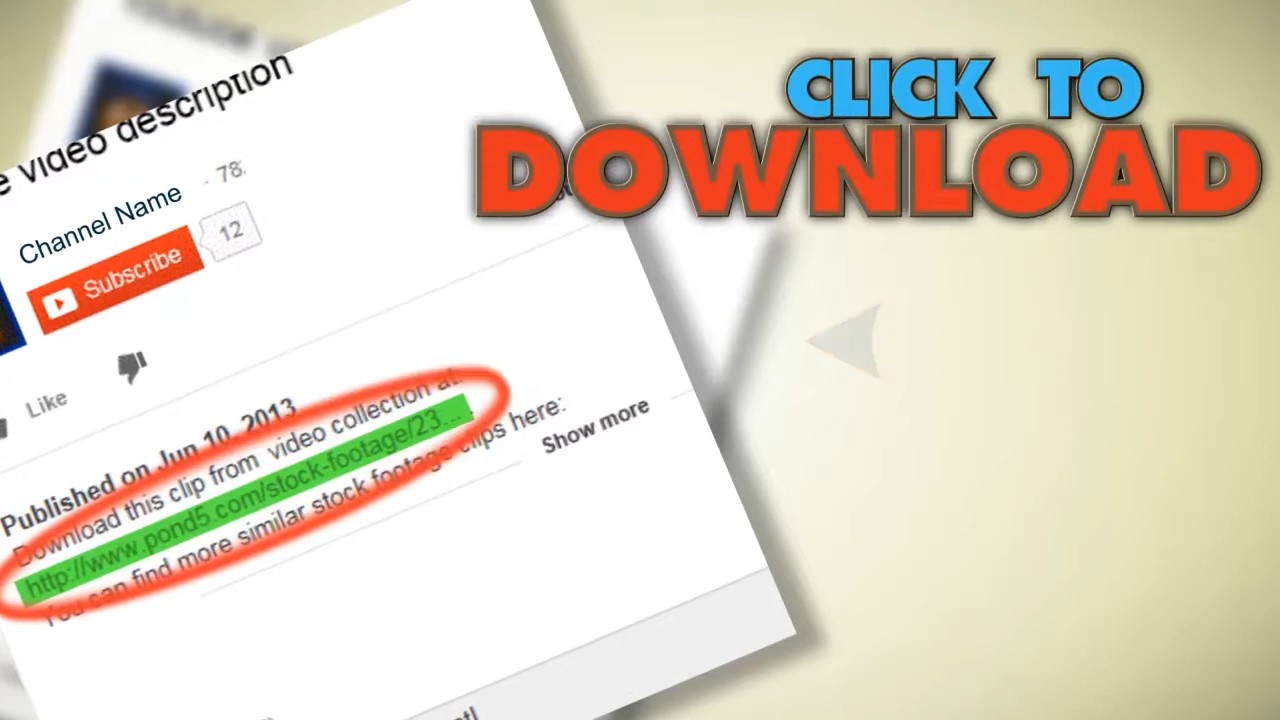 CLICK TO
DOWNLOAD
video description
Channel Name
Subscribe
12
Like
Published on Jun 10, 2013
Download this clip from video collection at:
http://www.pond5.com/stock-footage/23...
You can find more similar stock footage clips here:
Show more